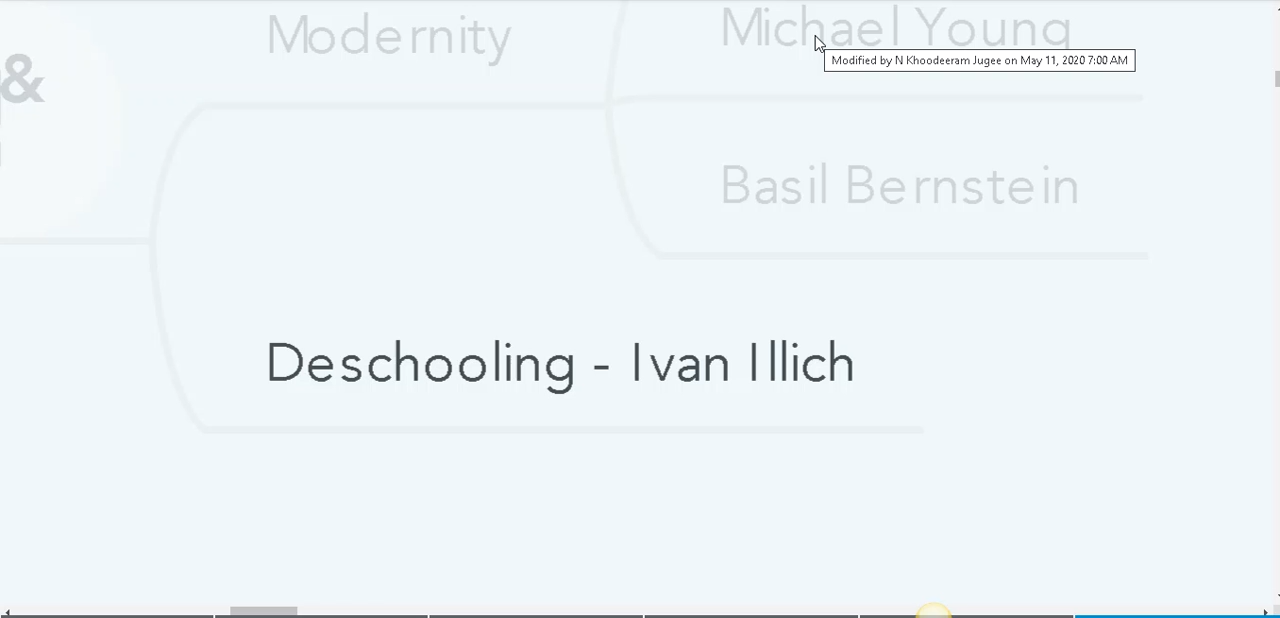 &
Modernity
Michael Young
Modified by N Khoodeeram Jugee on May 11, 2020 7:00 AM
Basil Bernstein
Deschooling - Ivan Illich